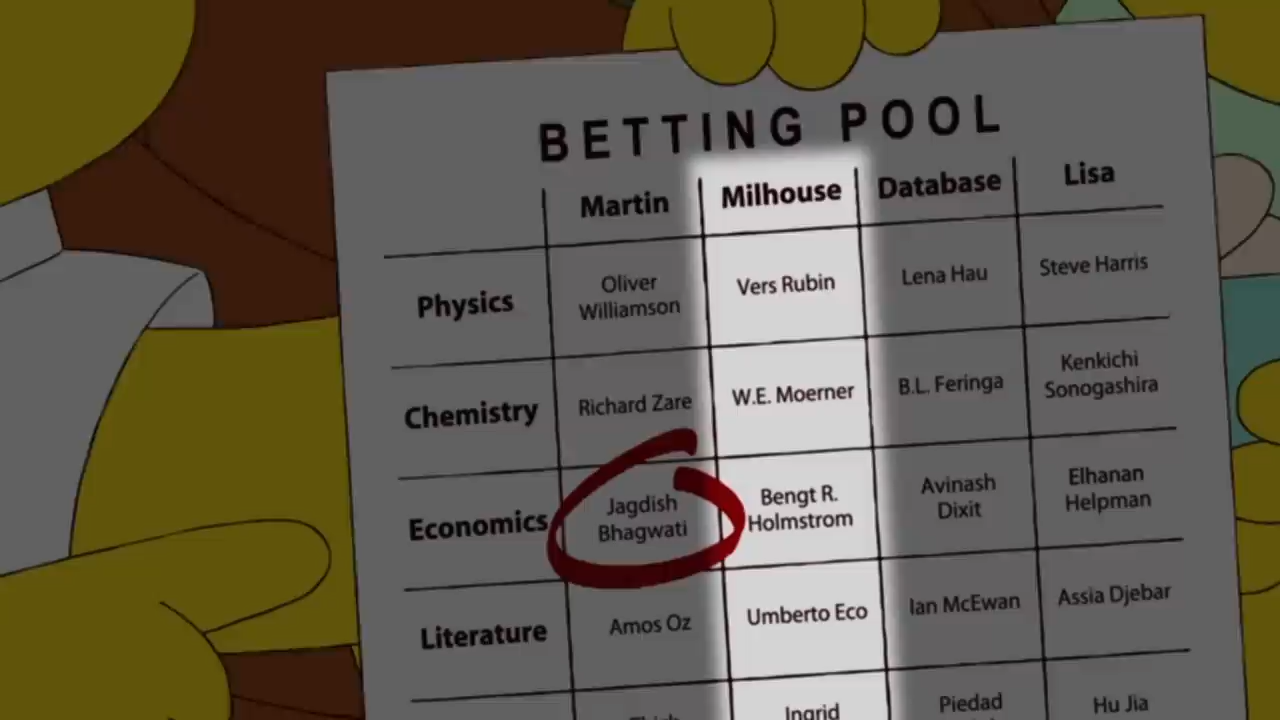 BETTING POOL
Martin Milhouse Database Lisa
Physics Oliver Williamson Vers Rubin Lena Hau Steve Harris
Chemistry Richard Zare W.E. Moerner B.L. Feringa Kenkichi Sonogashira
Economics Jagdish Bhagwati Bengt R. Holmstrom Avinash Dixit Elhanan Helpman
Literature Amos Oz Umberto Eco Ian McEwan Assia Djebar
Ingrid Piedad Hu Jia